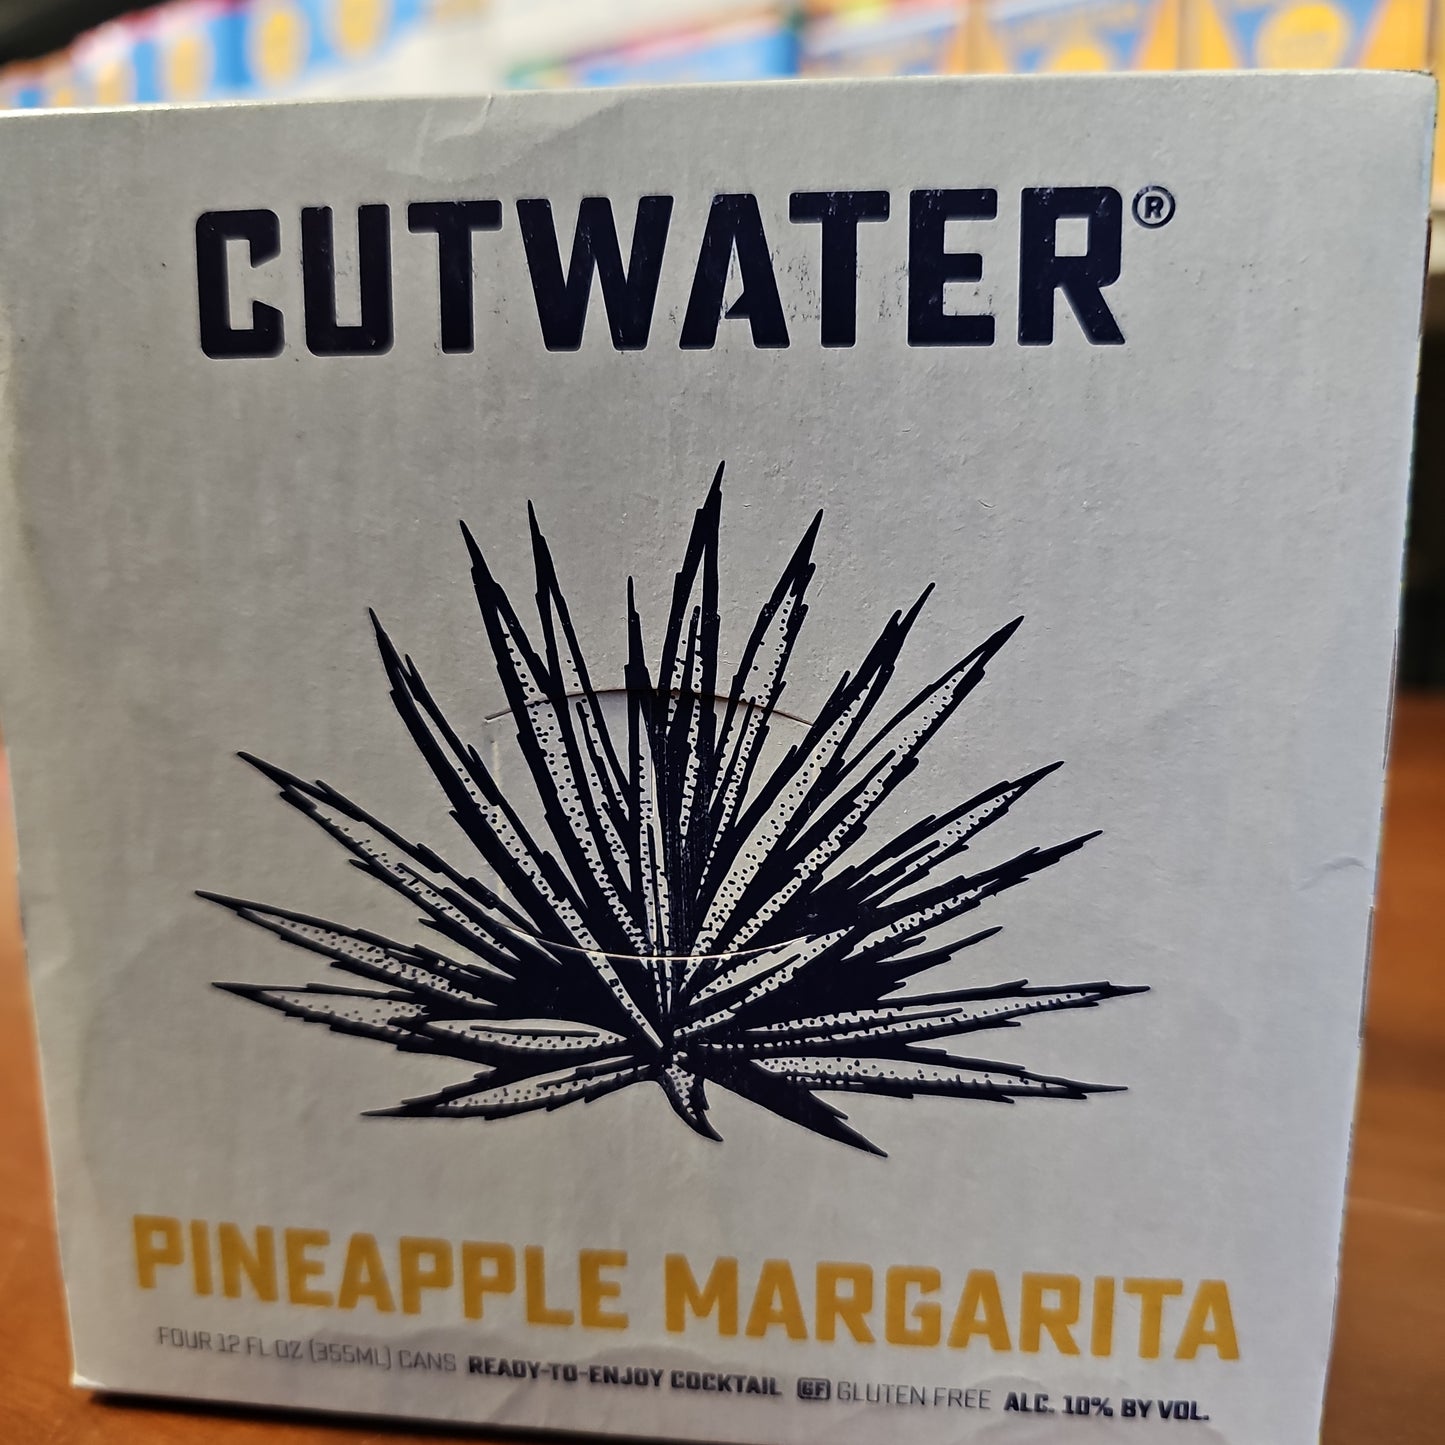 CUTWATER®
PINEAPPLE MARGARITA
FOUR 12 FL OZ (355ML) CANS READY-TO-ENJOY COCKTAIL GF GLUTEN FREE ALC. 10% BY VOL.